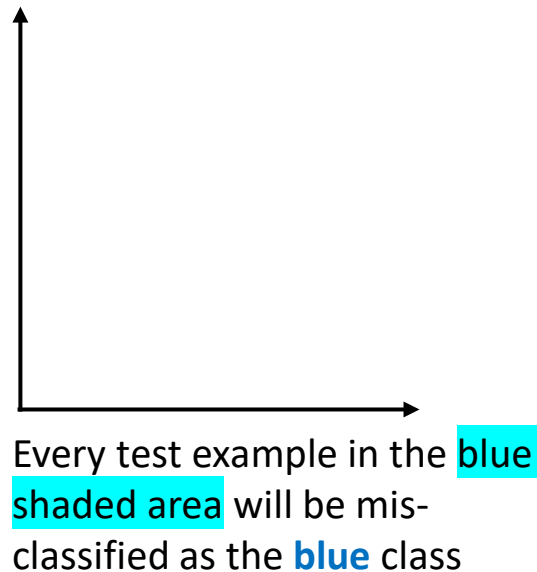 Every test example in the blue
shaded area will be mis-
classified as the blue class